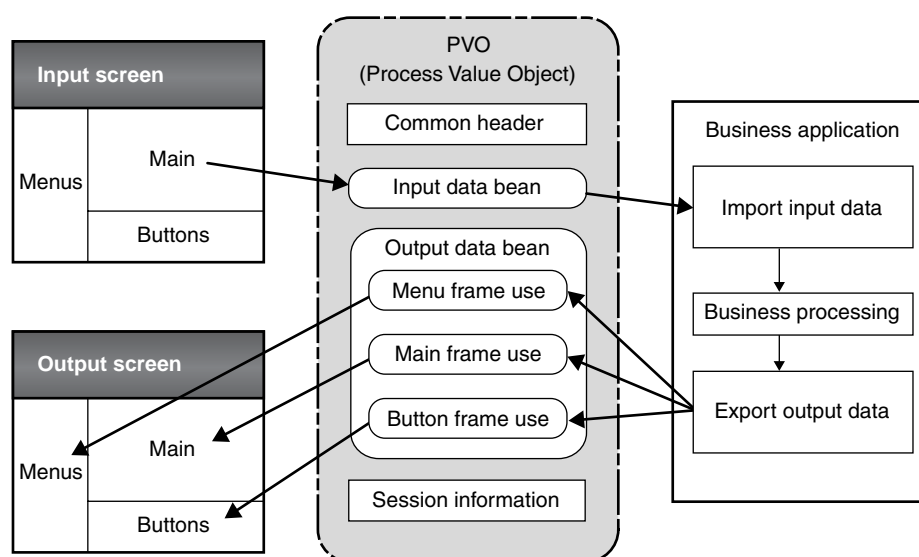 Input screen
Menus
Main
Buttons
Output screen
Menus
Main
Buttons
PVO
(Process Value Object)
Common header
Input data bean
Output data bean
Menu frame use
Main frame use
Button frame use
Session information
Business application
Import input data
Business processing
Export output data